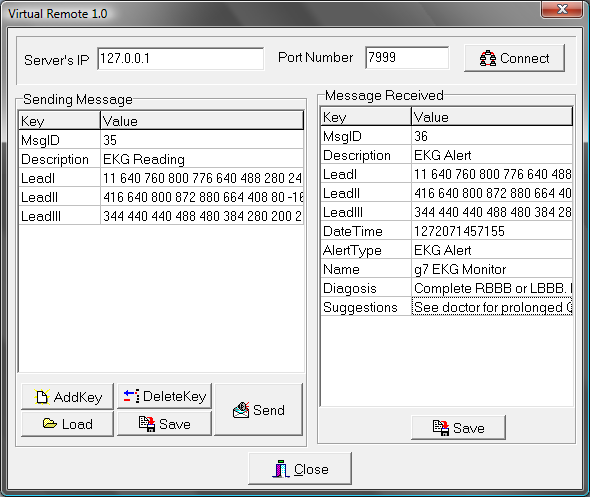 Virtual Remote 1.0
Server's IP 127.0.0.1 Port Number 7999 Connect
Sending Message
Key Value
MsgID 35
Description EKG Reading
LeadI 11 640 760 800 776 640 488 280 24
LeadII 416 640 800 872 880 664 408 80 -16
LeadIII 344 440 440 488 480 384 280 200 2
AddKey DeleteKey Send
Load Save
Message Received
Key Value
MsgID 36
Description EKG Alert
LeadI 11 640 760 800 776 640 488
LeadII 416 640 800 872 880 664 40
LeadIII 344 440 440 488 480 384 28
DateTime 1272071457155
AlertType EKG Alert
Name g7 EKG Monitor
Diagosis Complete RBBB or LBBB.
Suggestions See doctor for prolonged
Save
Close